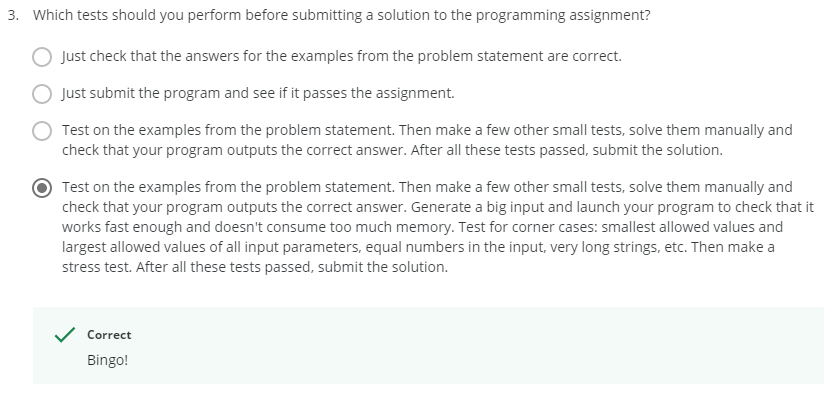 3. Which tests should you perform before submitting a solution to the programming assignment?
Just check that the answers for the examples from the problem statement are correct.
Just submit the program and see if it passes the assignment.
Test on the examples from the problem statement. Then make a few other small tests, solve them manually and
check that your program outputs the correct answer. After all these tests passed, submit the solution.
Test on the examples from the problem statement. Then make a few other small tests, solve them manually and
check that your program outputs the correct answer. Generate a big input and launch your program to check that it
works fast enough and doesn't consume too much memory. Test for corner cases: smallest allowed values and
largest allowed values of all input parameters, equal numbers in the input, very long strings, etc. Then make a
stress test. After all these tests passed, submit the solution.
Correct
Bingo!